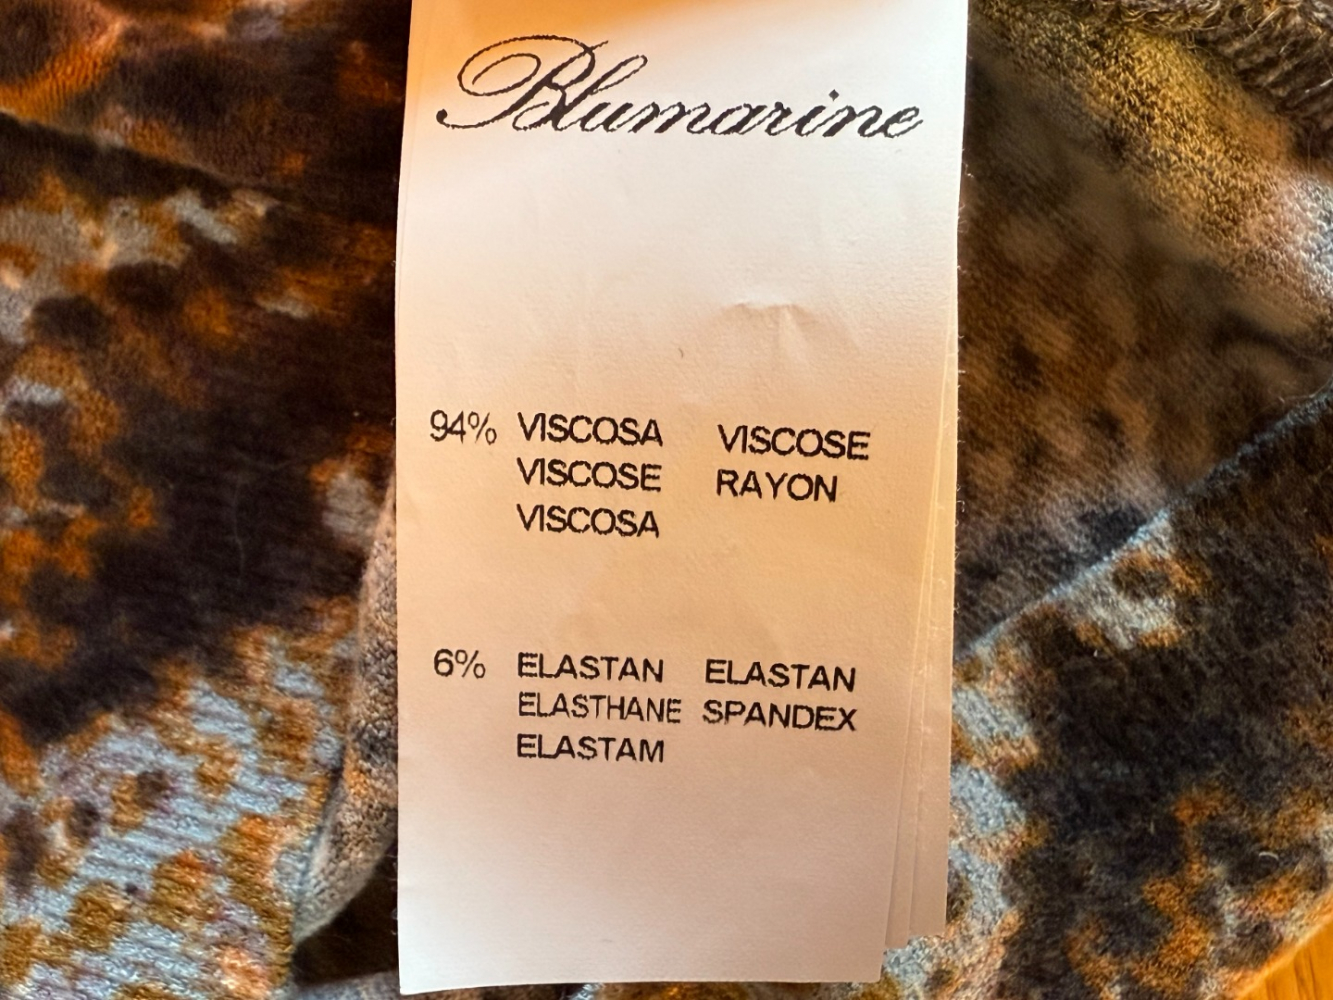 Blumarine
94% VISCOSA VISCOSE
VISCOSE RAYON
VISCOSA
6% ELASTAN ELASTAN
ELASTHANE SPANDEX
ELASTAM